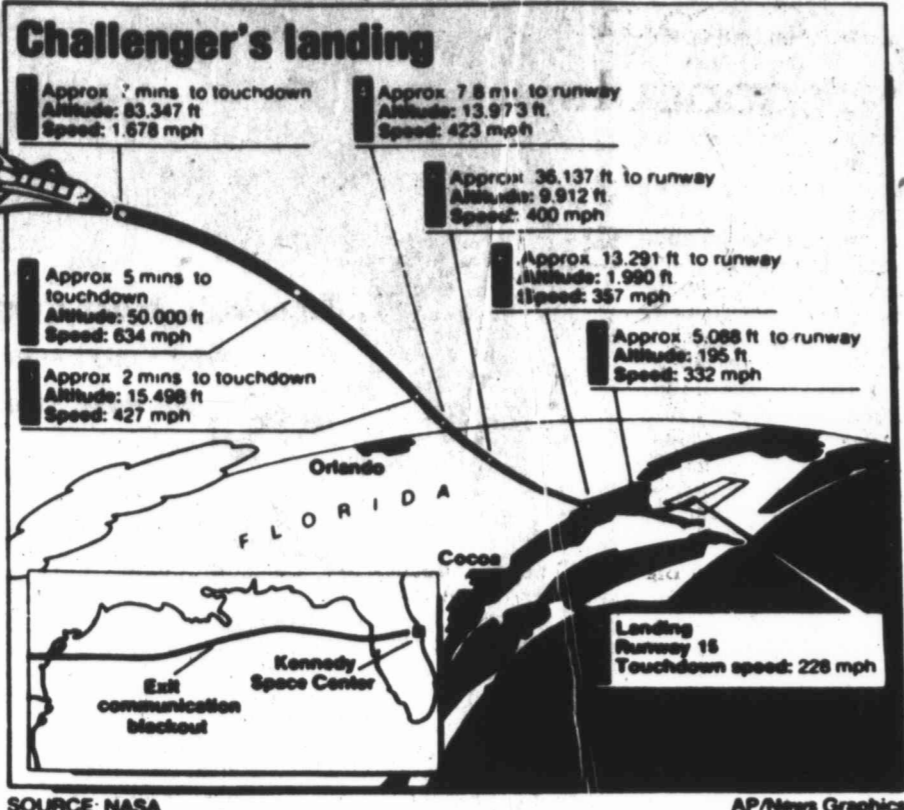 Challenger's landing
Approx mins to touchdown
Altitude: 83.347 ft
Speed: 1.678 mph
Approx 7 8 mi to runway
Altitude: 13.973 ft.
Speed: 423 mph
Approx 36.137 ft to runway
Altitude: 9.912 ft
Speed: 400 mph
Approx 13.291 ft to runway
Altitude: 1.990 ft
Speed: 357 mph
Approx 5 mins to
touchdown
Altitude: 50.000 ft
Speed: 634 mph
Approx 5.088 ft to runway
Altitude: 195 ft
Speed: 332 mph
Approx 2 mins to touchdown
Altitude: 15.498 ft
Speed: 427 mph
Orlando
FLORIDA
Cocoa
Landing
Runway 15
Touchdown speed: 228 mph
Kennedy
Space Center
Exit
communication
blackout
SOURCE: NASA
AP/News Graphics